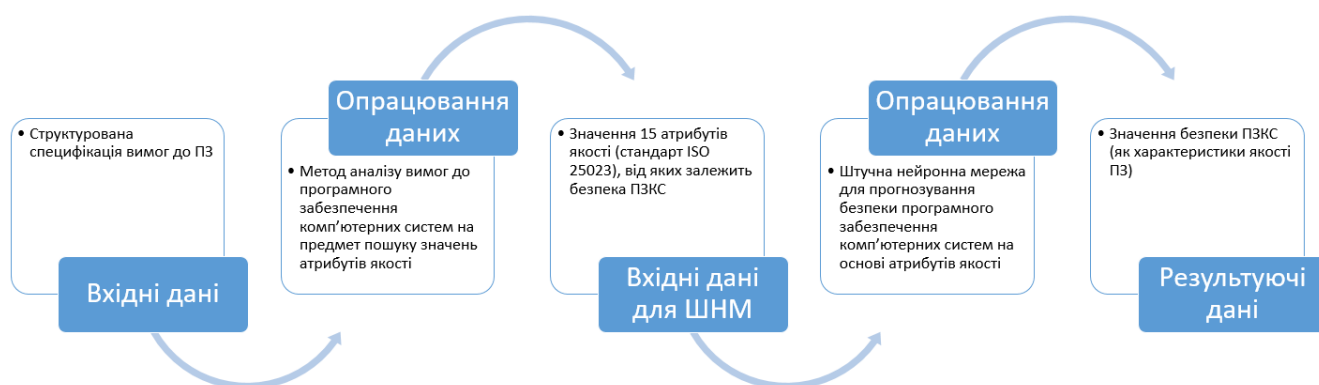 • Структурована
специфікація вимог до ПЗ
Вхідні дані
Опрацювання
даних
• Метод аналізу вимог до
програмного
забезпечення
комп’ютерних систем на
предмет пошуку значень
атрибутів якості
• Значення 15 атрибутів
якості (стандарт ISO
25023), від яких залежить
безпека ПЗКС
Вхідні дані
для ШНМ
Опрацювання
даних
• Штучна нейронна мережа
для прогнозування
безпеки програмного
забезпечення
комп’ютерних систем на
основі атрибутів якості
• Значення безпеки ПЗКС
(як характеристики якості
ПЗ)
Результуючі
дані